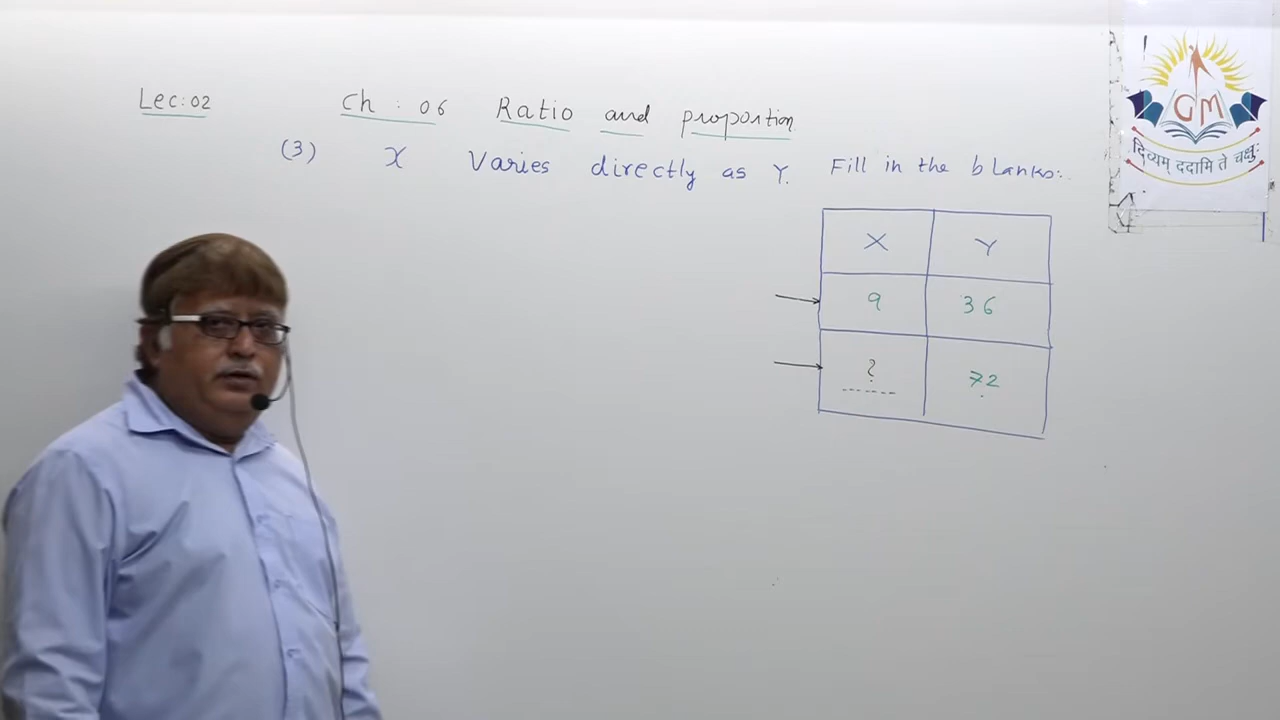 Lec:02 Ch : 06 Ratio and proportion
(3) X Varies directly as Y. Fill in the blanks:.
X Y
9 36
? 72
GM
दिव्यम् ददामि ते चक्षुः